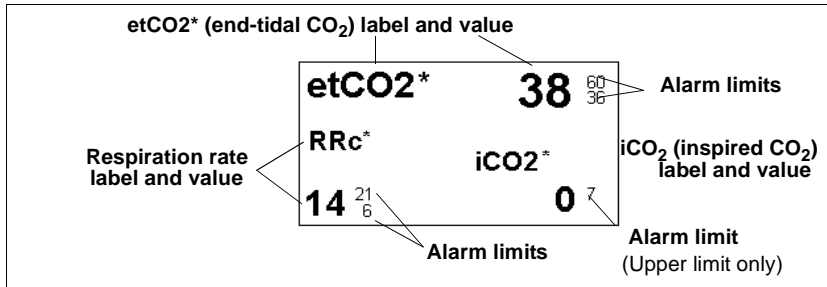 etCO2* (end-tidal CO₂) label and value
etCO2* 38 60
36
Alarm limits
RRc*
iCO2*
iCO₂ (inspired CO₂)
label and value
Respiration rate
label and value
14 21
6
0 7
Alarm limits
Alarm limit
(Upper limit only)